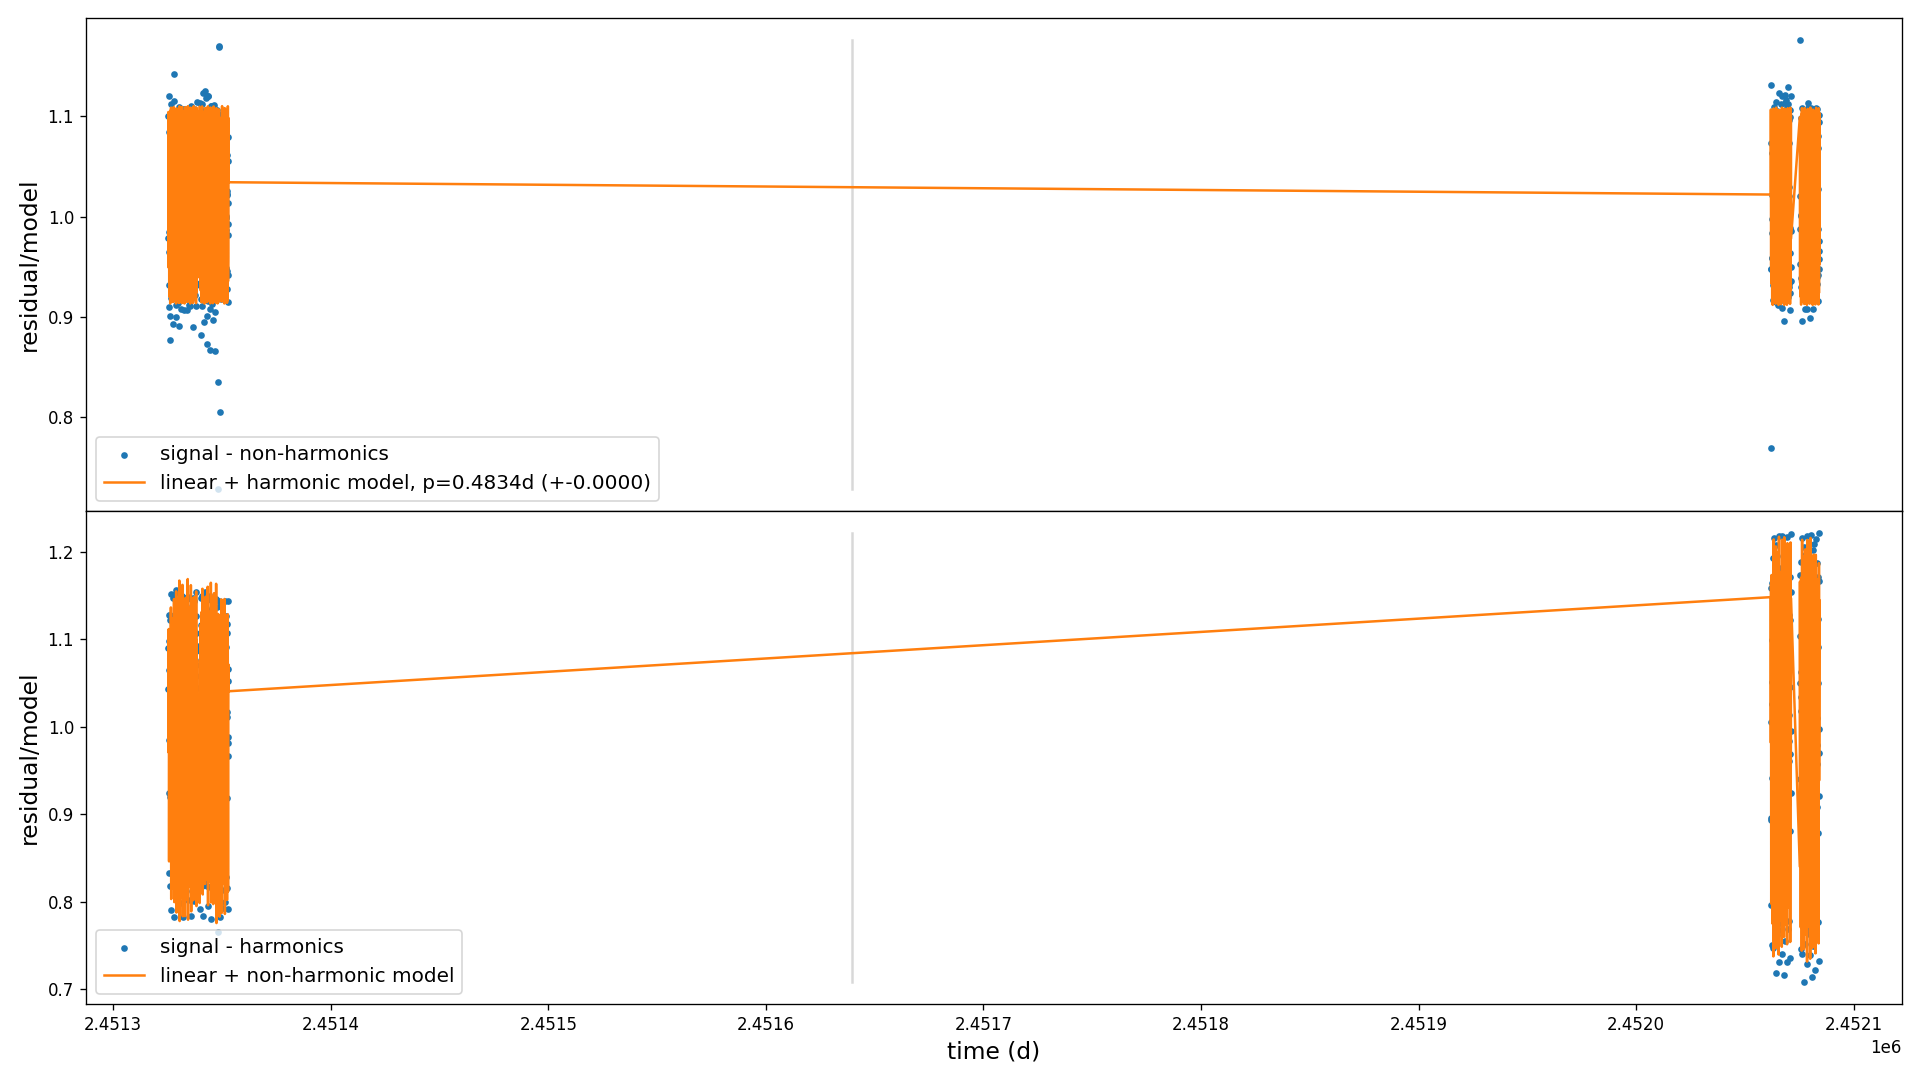 residual/model
1.1
1.0
0.9
0.8
signal - non-harmonics
linear + harmonic model, p=0.4834d (+-0.0000)
residual/model
1.2
1.1
1.0
0.9
0.8
0.7
signal - harmonics
linear + non-harmonic model
2.4513 2.4514 2.4515 2.4516 2.4517 2.4518 2.4519 2.4520 2.4521
1e6
time (d)